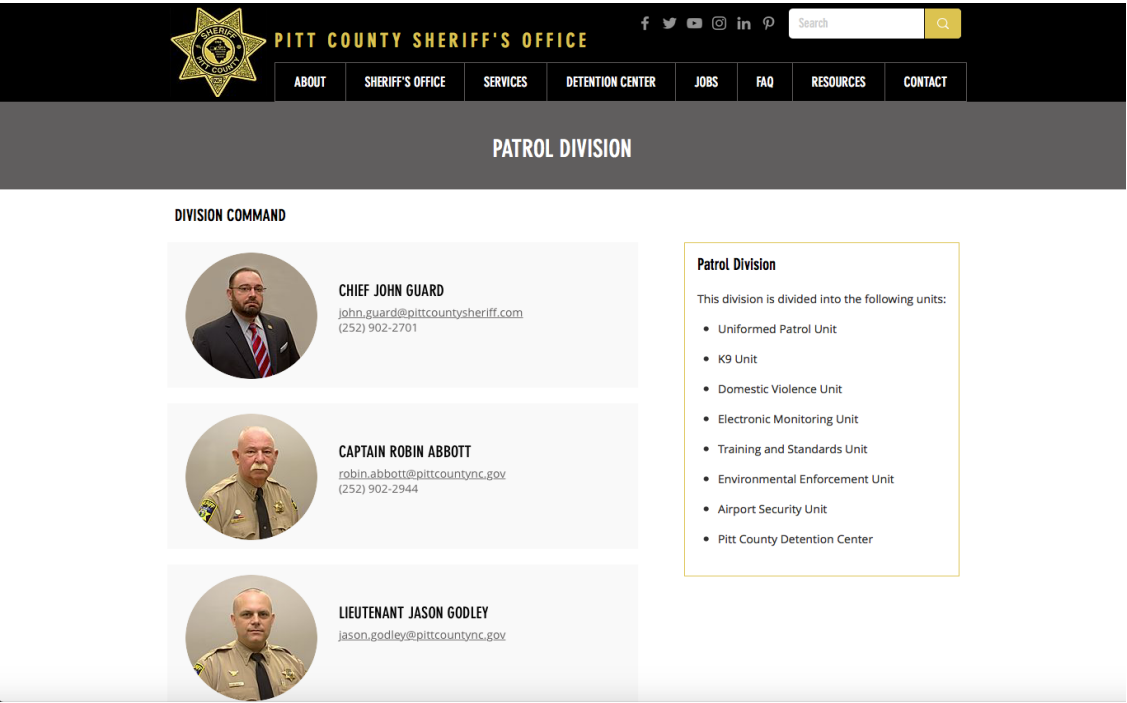 SHERIFF
PITT COUNTY
PITT COUNTY SHERIFF'S OFFICE
Search
ABOUT
SHERIFF'S OFFICE
SERVICES
DETENTION CENTER
JOBS
FAQ
RESOURCES
CONTACT
PATROL DIVISION
DIVISION COMMAND
CHIEF JOHN GUARD
john.guard@pittcountysheriff.com
(252) 902-2701
CAPTAIN ROBIN ABBOTT
robin.abbott@pittcountync.gov
(252) 902-2944
LIEUTENANT JASON GODLEY
jason.godley@pittcountync.gov
Patrol Division
This division is divided into the following units:
Uniformed Patrol Unit
K9 Unit
Domestic Violence Unit
Electronic Monitoring Unit
Training and Standards Unit
Environmental Enforcement Unit
Airport Security Unit
Pitt County Detention Center